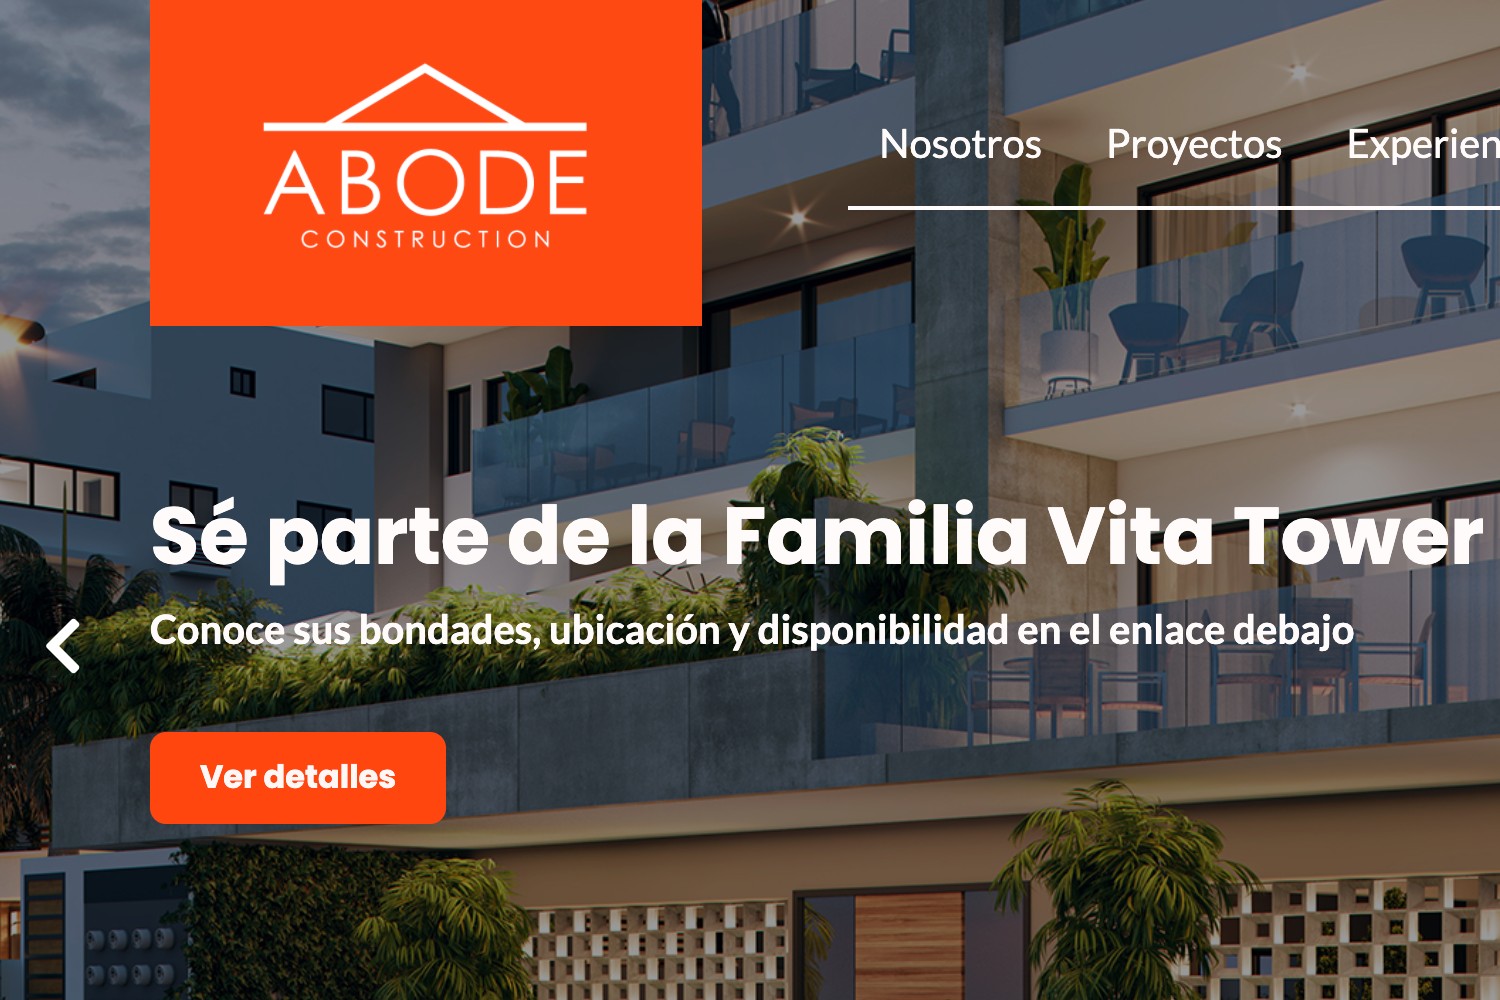 ABODE
CONSTRUCTION
Nosotros Proyectos Experien
Sé parte de la Familia Vita Tower
Conoce sus bondades, ubicación y disponibilidad en el enlace debajo
Ver detalles